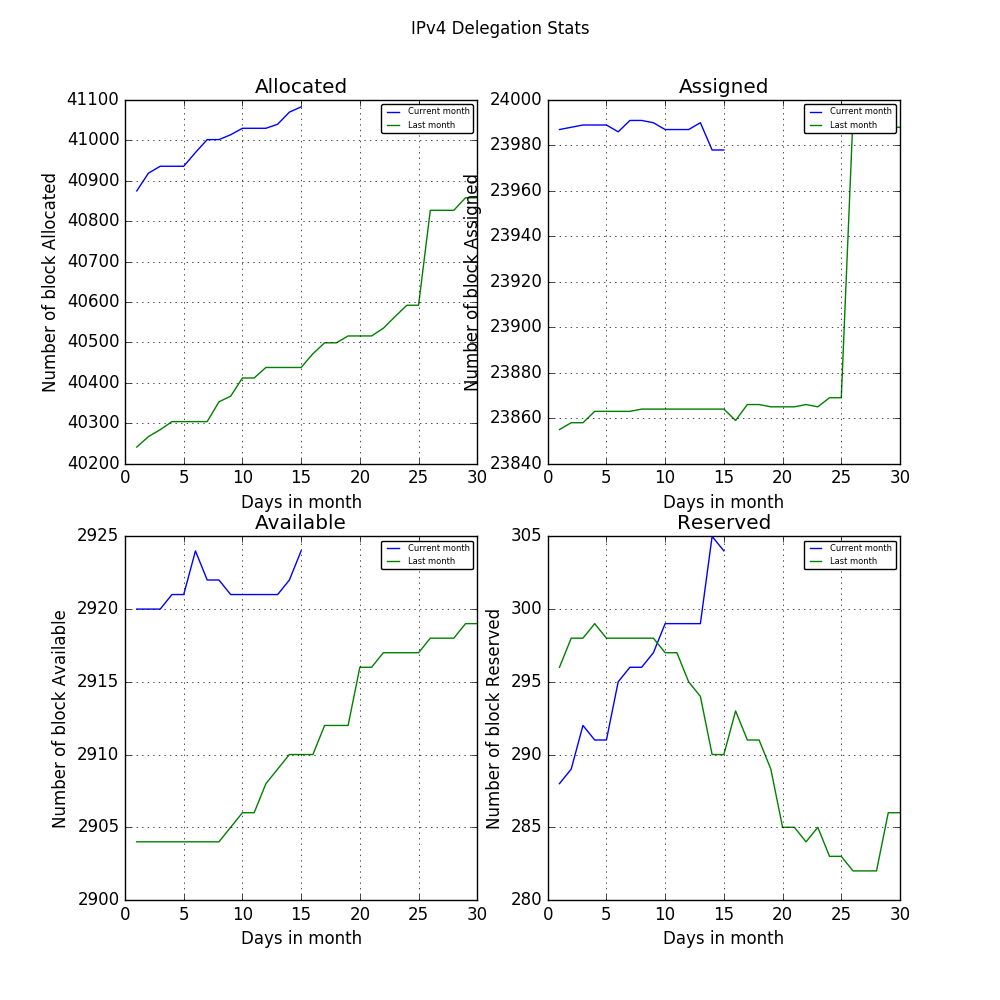 IPv4 Delegation Stats
Allocated
Number of block Allocated
41100
41000
40900
40800
40700
40600
40500
40400
40300
40200
Current month
Last month
0 5 10 15 20 25 30
Days in month
Assigned
Number of block Assigned
24000
23980
23960
23940
23920
23900
23880
23860
23840
Current month
Last month
0 5 10 15 20 25 30
Days in month
Available
Number of block Available
2925
2920
2915
2910
2905
2900
Current month
Last month
0 5 10 15 20 25 30
Days in month
Reserved
Number of block Reserved
305
300
295
290
285
280
Current month
Last month
0 5 10 15 20 25 30
Days in month